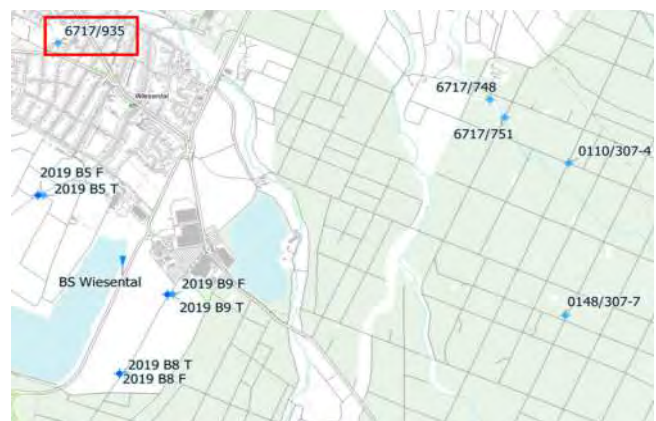 6717/935
Wiesental
6717/748
6717/751
0110/307-4
2019 B5 F
2019 B5 T
BS Wiesental
2019 B9 F
2019 B9 T
0148/307-7
2019 B8 T
2019 B8 F